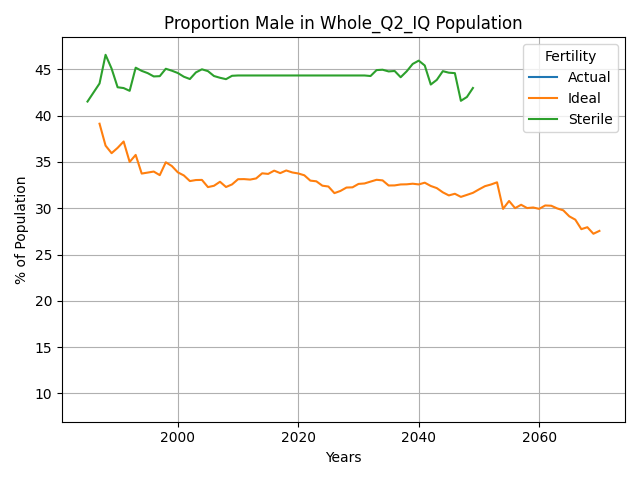 Proportion Male in Whole_Q2_IQ Population
Fertility
Actual
Ideal
Sterile
% of Population
45
40
35
30
25
20
15
10
2000
2020
2040
2060
Years